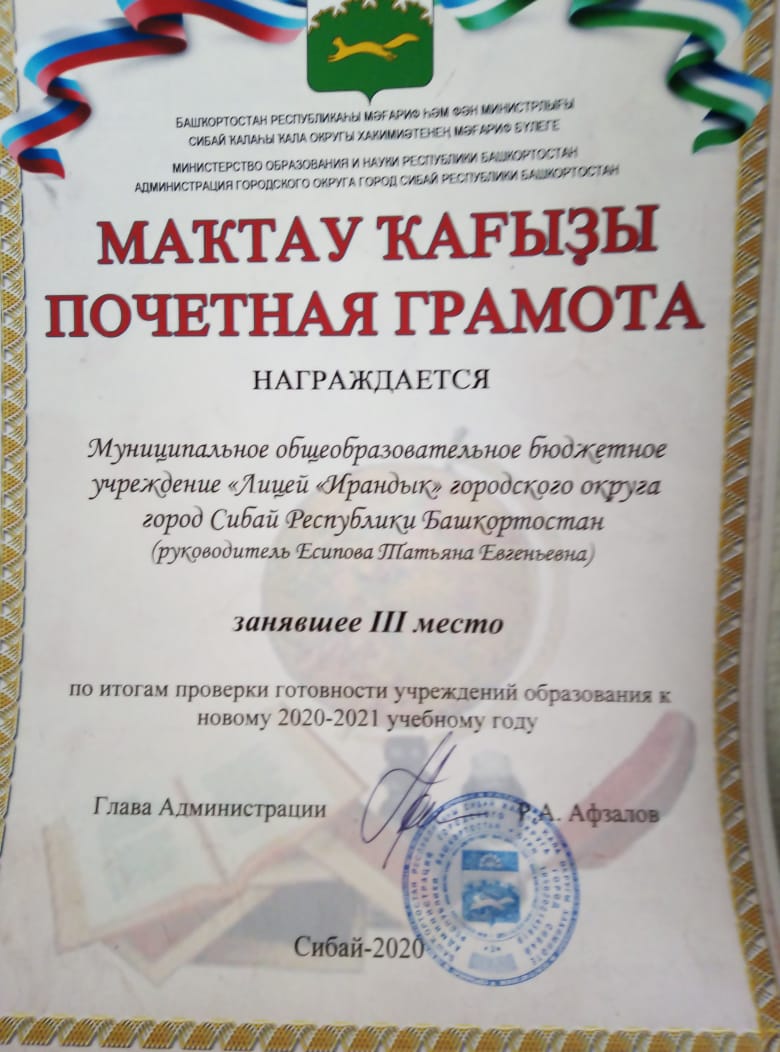 БАШҠОРТОСТАН РЕСПУБЛИКАҺЫ МӘҒАРИФ ҺӘМ ФӘН МИНИСТРЛЫҒЫ
СИБАЙ ҠАЛАҺЫ ҠАЛА ОКРУГЫ ХАКИМИӘТЕНЕҢ МӘҒАРИФ БҮЛЕГЕ
МИНИСТЕРСТВО ОБРАЗОВАНИЯ И НАУКИ РЕСПУБЛИКИ БАШКОРТОСТАН
АДМИНИСТРАЦИЯ ГОРОДСКОГО ОКРУГА ГОРОД СИБАЙ РЕСПУБЛИКИ БАШКОРТОСТАН
МАҠТАУ ҠАҒЫҘЫ
ПОЧЕТНАЯ ГРАМОТА
НАГРАЖДАЕТСЯ
Муниципальное общеобразовательное бюджетное
учреждение «Лицей «Ирандык» городского округа
город Сибай Республики Башкортостан
(руководитель Есипова Татьяна Евгеньевна)
занявшее III место
по итогам проверки готовности учреждений образования к
новому 2020-2021 учебному году
Глава Администрации Р.А. Афзалов
Сибай-2020